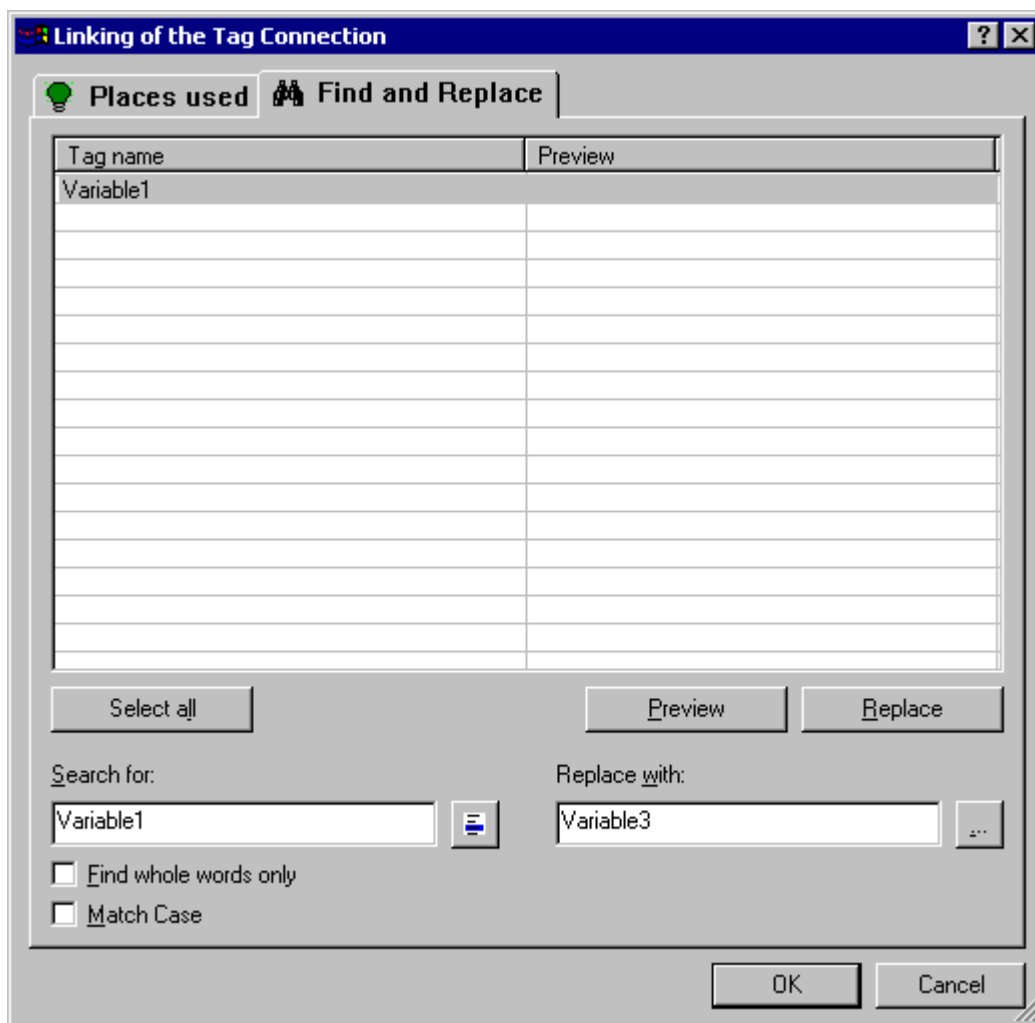 Linking of the Tag Connection
Places used Find and Replace
Tag name Preview
Variable1
Select all Preview Replace
Search for: Replace with:
Variable1 Variable3 ...
Find whole words only
Match Case
OK Cancel